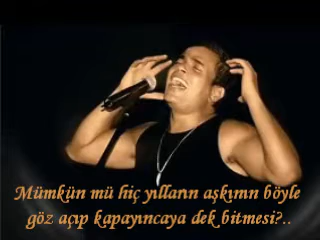 Mümkün mü hiç yılların aşkının böyle
göz açıp kapayıncaya dek bitmesi?..